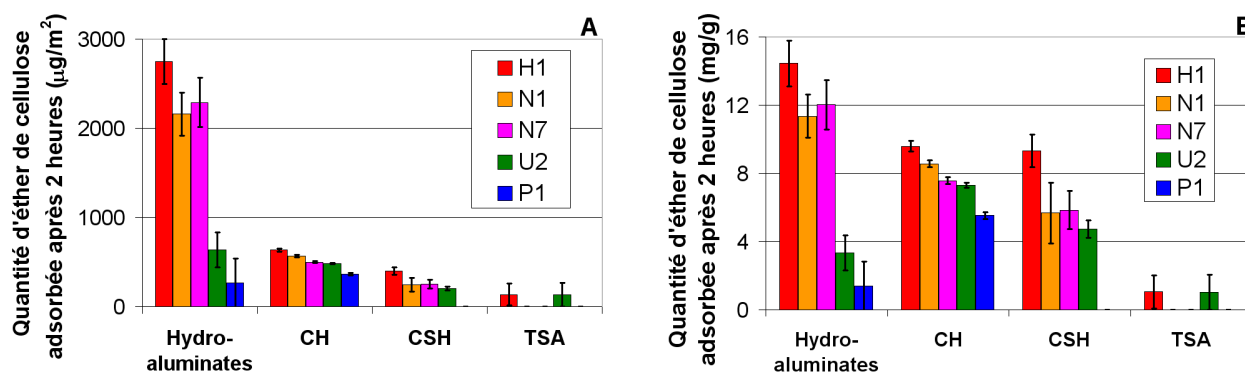 Quantité d'éther de cellulose
adsorbée après 2 heures (µg/m²)
3000
2000
1000
0
A
H1
N1
N7
U2
P1
Hydro-
aluminates
CH
CSH
TSA
Quantité d'éther de cellulose
adsorbée après 2 heures (mg/g)
16
12
8
4
0
B
H1
N1
N7
U2
P1
Hydro-
aluminates
CH
CSH
TSA